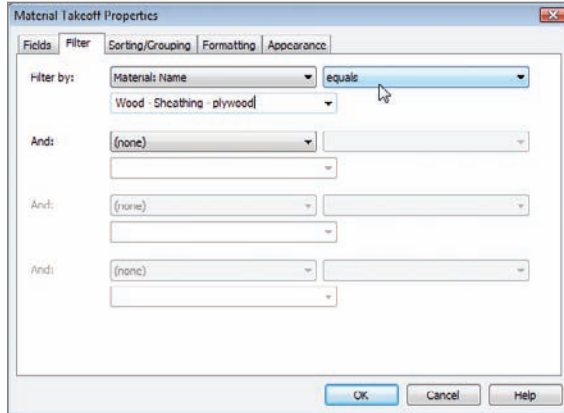 Material Takeoff Properties
Fields Filter Sorting/Grouping Formatting Appearance
Filter by: Material: Name equals
Wood - Sheathing - plywood
And: (none)
And: (none)
And: (none)
OK Cancel Help